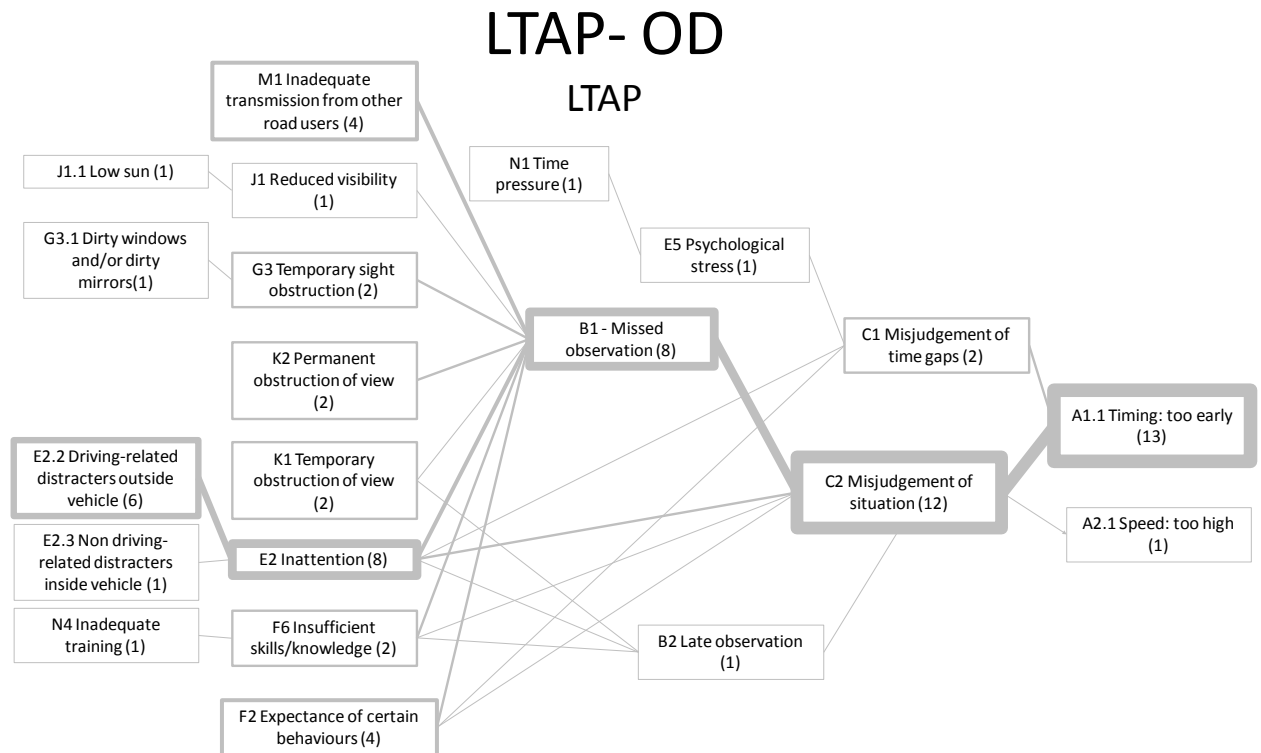 LTAP- OD
LTAP
M1 Inadequate
transmission from other
road users (4)
J1.1 Low sun (1)
J1 Reduced visibility
(1)
N1 Time
pressure (1)
G3.1 Dirty windows
and/or dirty
mirrors(1)
G3 Temporary sight
obstruction (2)
E5 Psychological
stress (1)
K2 Permanent
obstruction of view
(2)
B1 - Missed
observation (8)
C1 Misjudgement of
time gaps (2)
E2.2 Driving-related
distracters outside
vehicle (6)
K1 Temporary
obstruction of view
(2)
C2 Misjudgement of
situation (12)
A1.1 Timing: too early
(13)
E2.3 Non driving-
related distracters
inside vehicle (1)
E2 Inattention (8)
A2.1 Speed: too high
(1)
N4 Inadequate
training (1)
F6 Insufficient
skills/knowledge (2)
B2 Late observation
(1)
F2 Expectance of certain
behaviours (4)